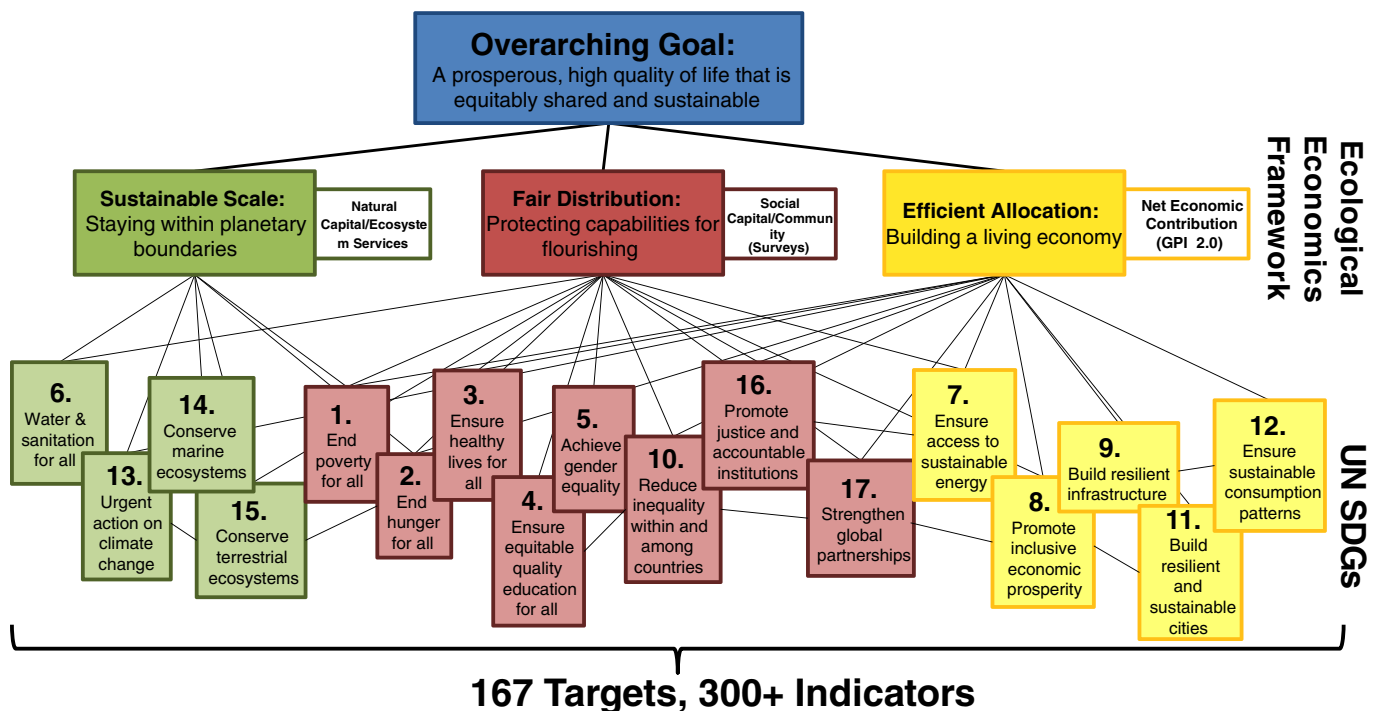 Overarching Goal:
A prosperous, high quality of life that is
equitably shared and sustainable
Sustainable Scale:
Staying within planetary
boundaries
Natural
Capital/Ecosyste
m Services
Fair Distribution:
Protecting capabilities for
flourishing
Social
Capital/Commun
ity
(Surveys)
Efficient Allocation:
Building a living economy
Net Economic
Contribution
(GPI 2.0)
Ecological
Economics
Framework
6.
Water &
sanitation
for all
13.
Urgent
action on
climate
change
14.
Conserve
marine
ecosystems
15.
Conserve
terrestrial
ecosystems
1.
End
poverty
for all
2.
End
hunger
for all
3.
Ensure
healthy
lives for
all
4.
Ensure
equitable
quality
education
for all
5.
Achieve
gender
equality
10.
Reduce
inequality
within and
among
countries
16.
Promote
justice and
accountable
institutions
17.
Strengthen
global
partnerships
7.
Ensure
access to
sustainable
energy
8.
Promote
inclusive
economic
prosperity
9.
Build resilient
infrastructure
11.
Build
resilient
and
sustainable
cities
12.
Ensure
sustainable
consumption
patterns
UN SDGs
167 Targets, 300+ Indicators